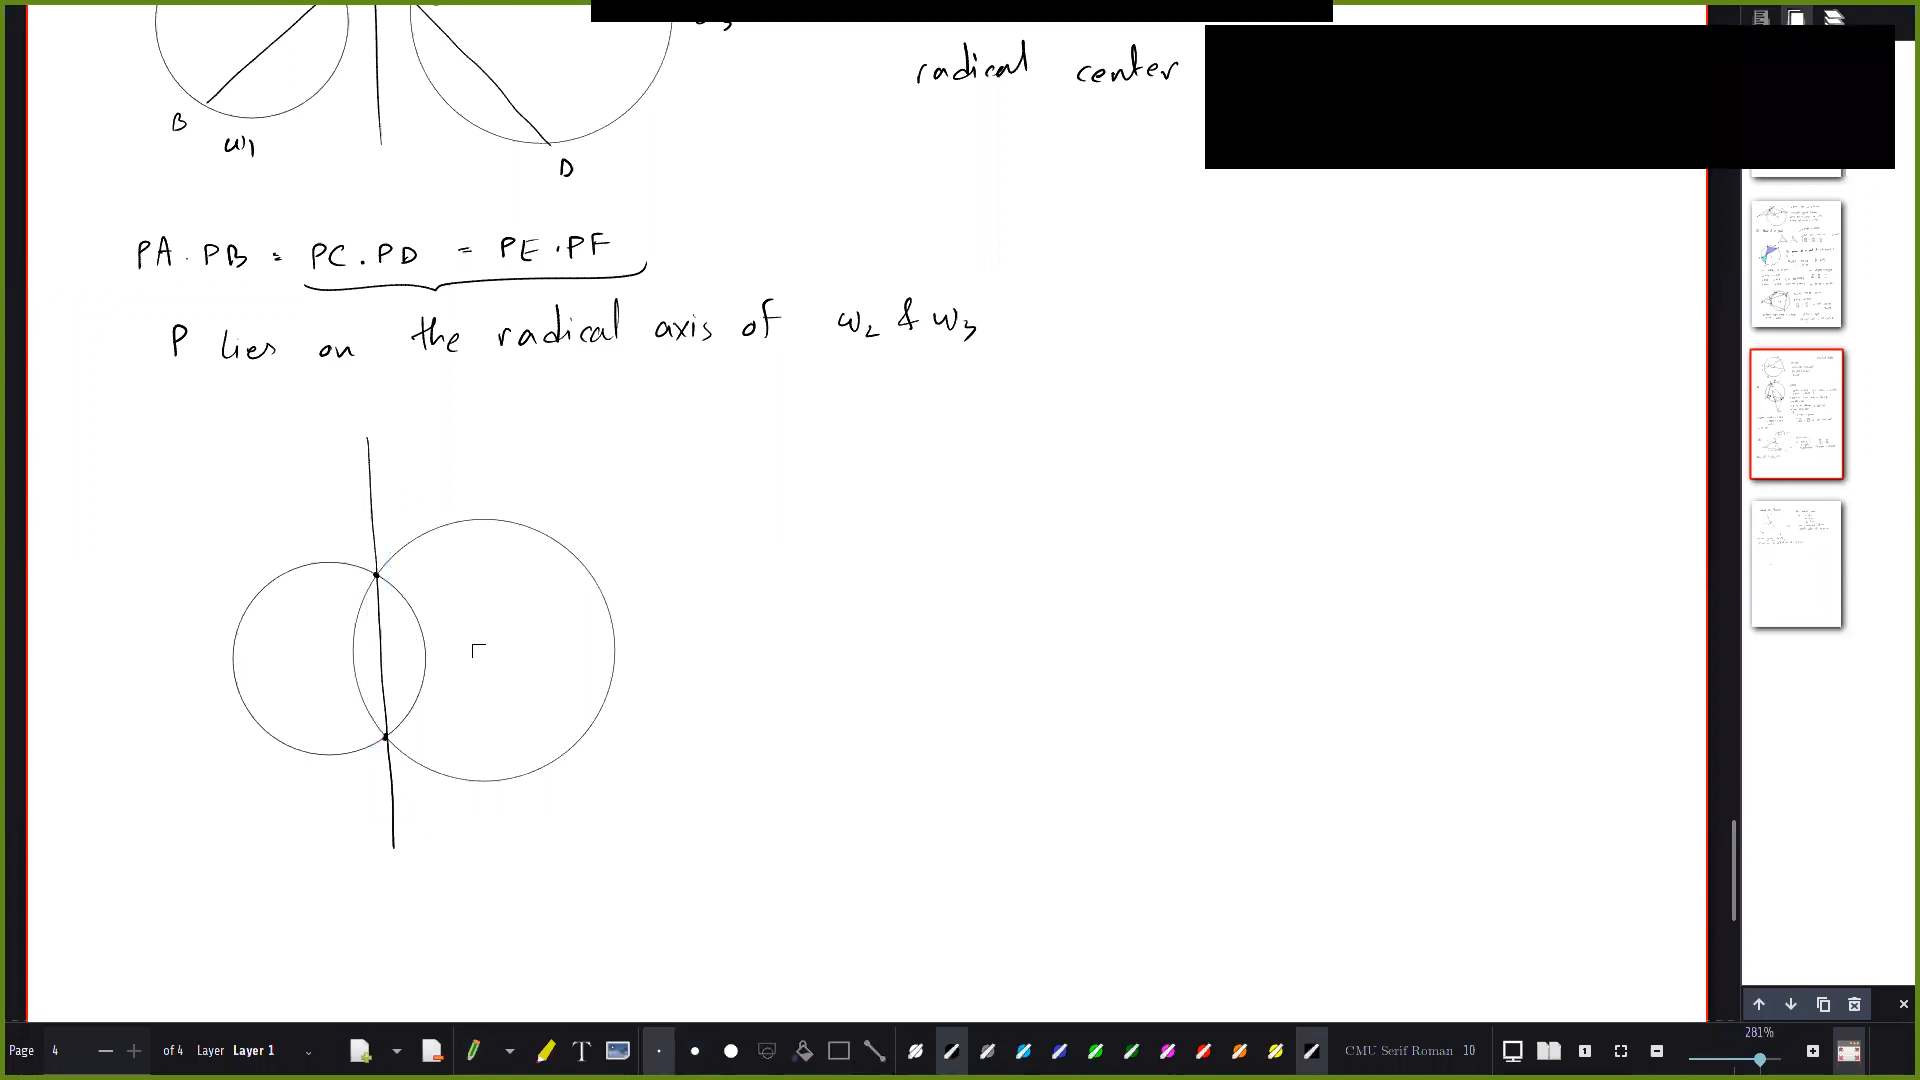 radical center
B
ω1
D
PA . PB = PC . PD = PE . PF
P lies on the radical axis of ω2 & ω3
Page 4 of 4 Layer Layer 1
CMU Serif Roman 10
281%